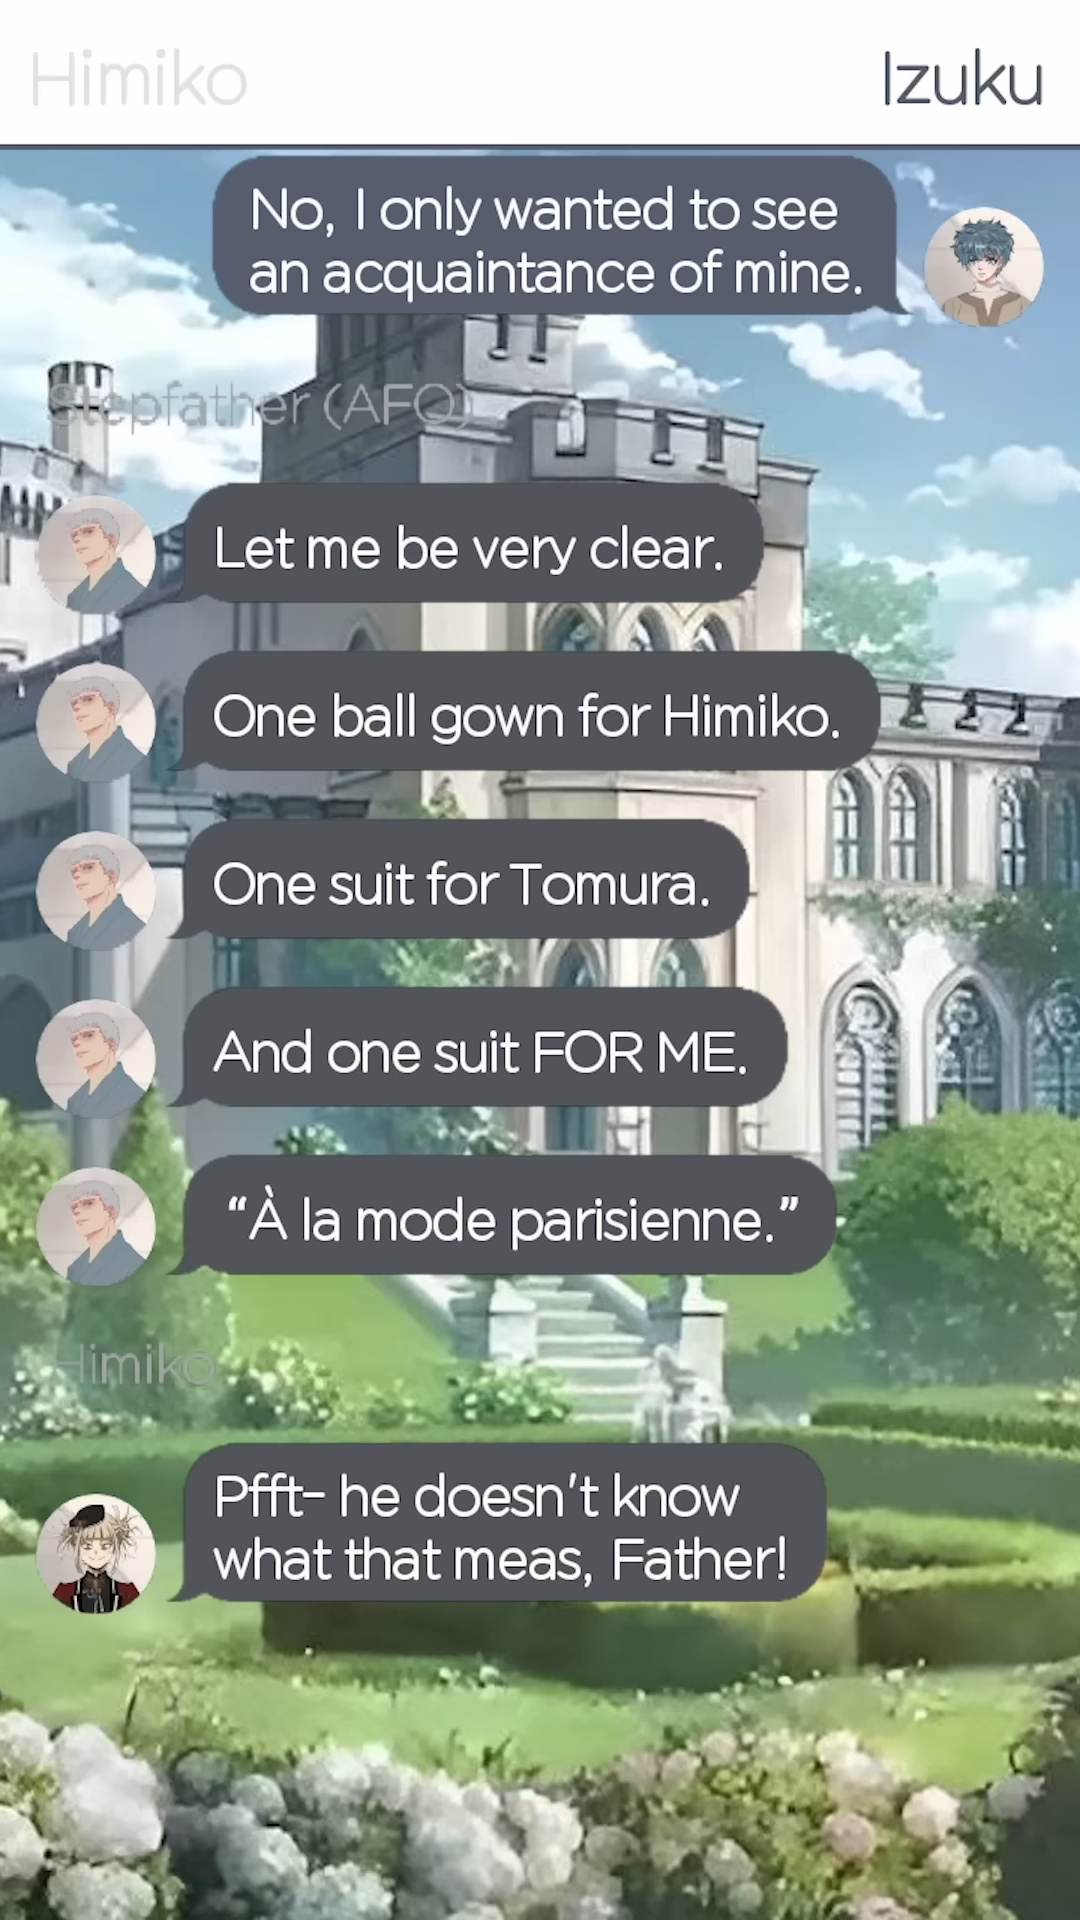 Himiko
Izuku
No, I only wanted to see
an acquaintance of mine.
Stepfather (AFO)
Let me be very clear.
One ball gown for Himiko.
One suit for Tomura.
And one suit FOR ME.
“À la mode parisienne.”
Himiko
Pfft- he doesn't know
what that meas, Father!